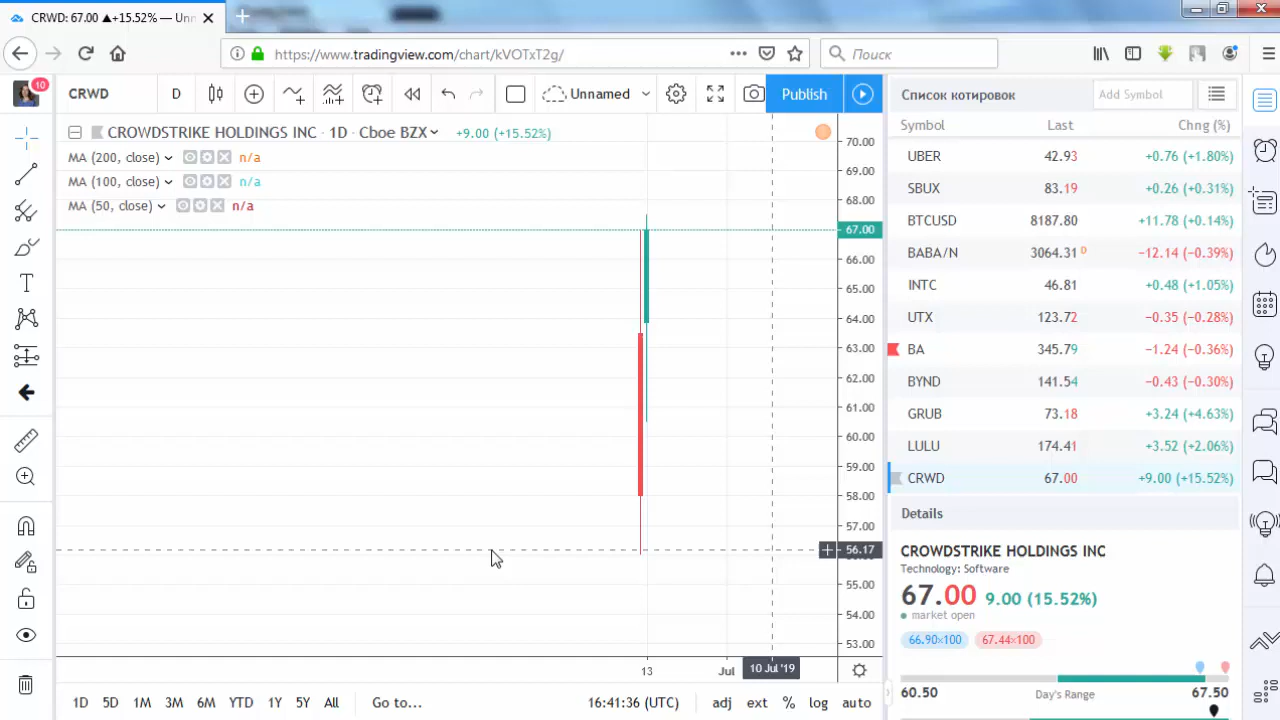 CRWD: 67.00 ▲+15.52% — Unn
https://www.tradingview.com/chart/kVOTxT2g/
Поиск
10
CRWD
D
Unnamed
Publish
CROWDSTRIKE HOLDINGS INC · 1D · Cboe BZX
+9.00 (+15.52%)
MA (200, close) n/a
MA (100, close) n/a
MA (50, close) n/a
70.00
69.00
68.00
67.00
66.00
65.00
64.00
63.00
62.00
61.00
60.00
59.00
58.00
57.00
56.17
55.00
54.00
53.00
13
Jul
10 Jul '19
1D 5D 1M 3M 6M YTD 1Y 5Y All
Go to...
16:41:36 (UTC)
adj ext % log auto
Список котировок
Add Symbol
Symbol Last Chng (%)
UBER 42.93 +0.76 (+1.80%)
SBUX 83.19 +0.26 (+0.31%)
BTCUSD 8187.80 +11.78 (+0.14%)
BABA/N 3064.31 D −12.14 (−0.39%)
INTC 46.81 +0.48 (+1.05%)
UTX 123.72 −0.35 (−0.28%)
BA 345.79 −1.24 (−0.36%)
BYND 141.54 −0.43 (−0.30%)
GRUB 73.18 +3.24 (+4.63%)
LULU 174.41 +3.52 (+2.06%)
CRWD 67.00 +9.00 (+15.52%)
Details
CROWDSTRIKE HOLDINGS INC
Technology: Software
67.00 9.00 (15.52%)
market open
66.90×100 67.44×100
60.50 Day's Range 67.50